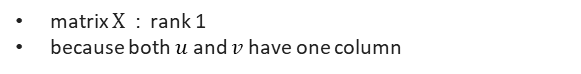 • matrix X : rank 1
• because both u and v have one column